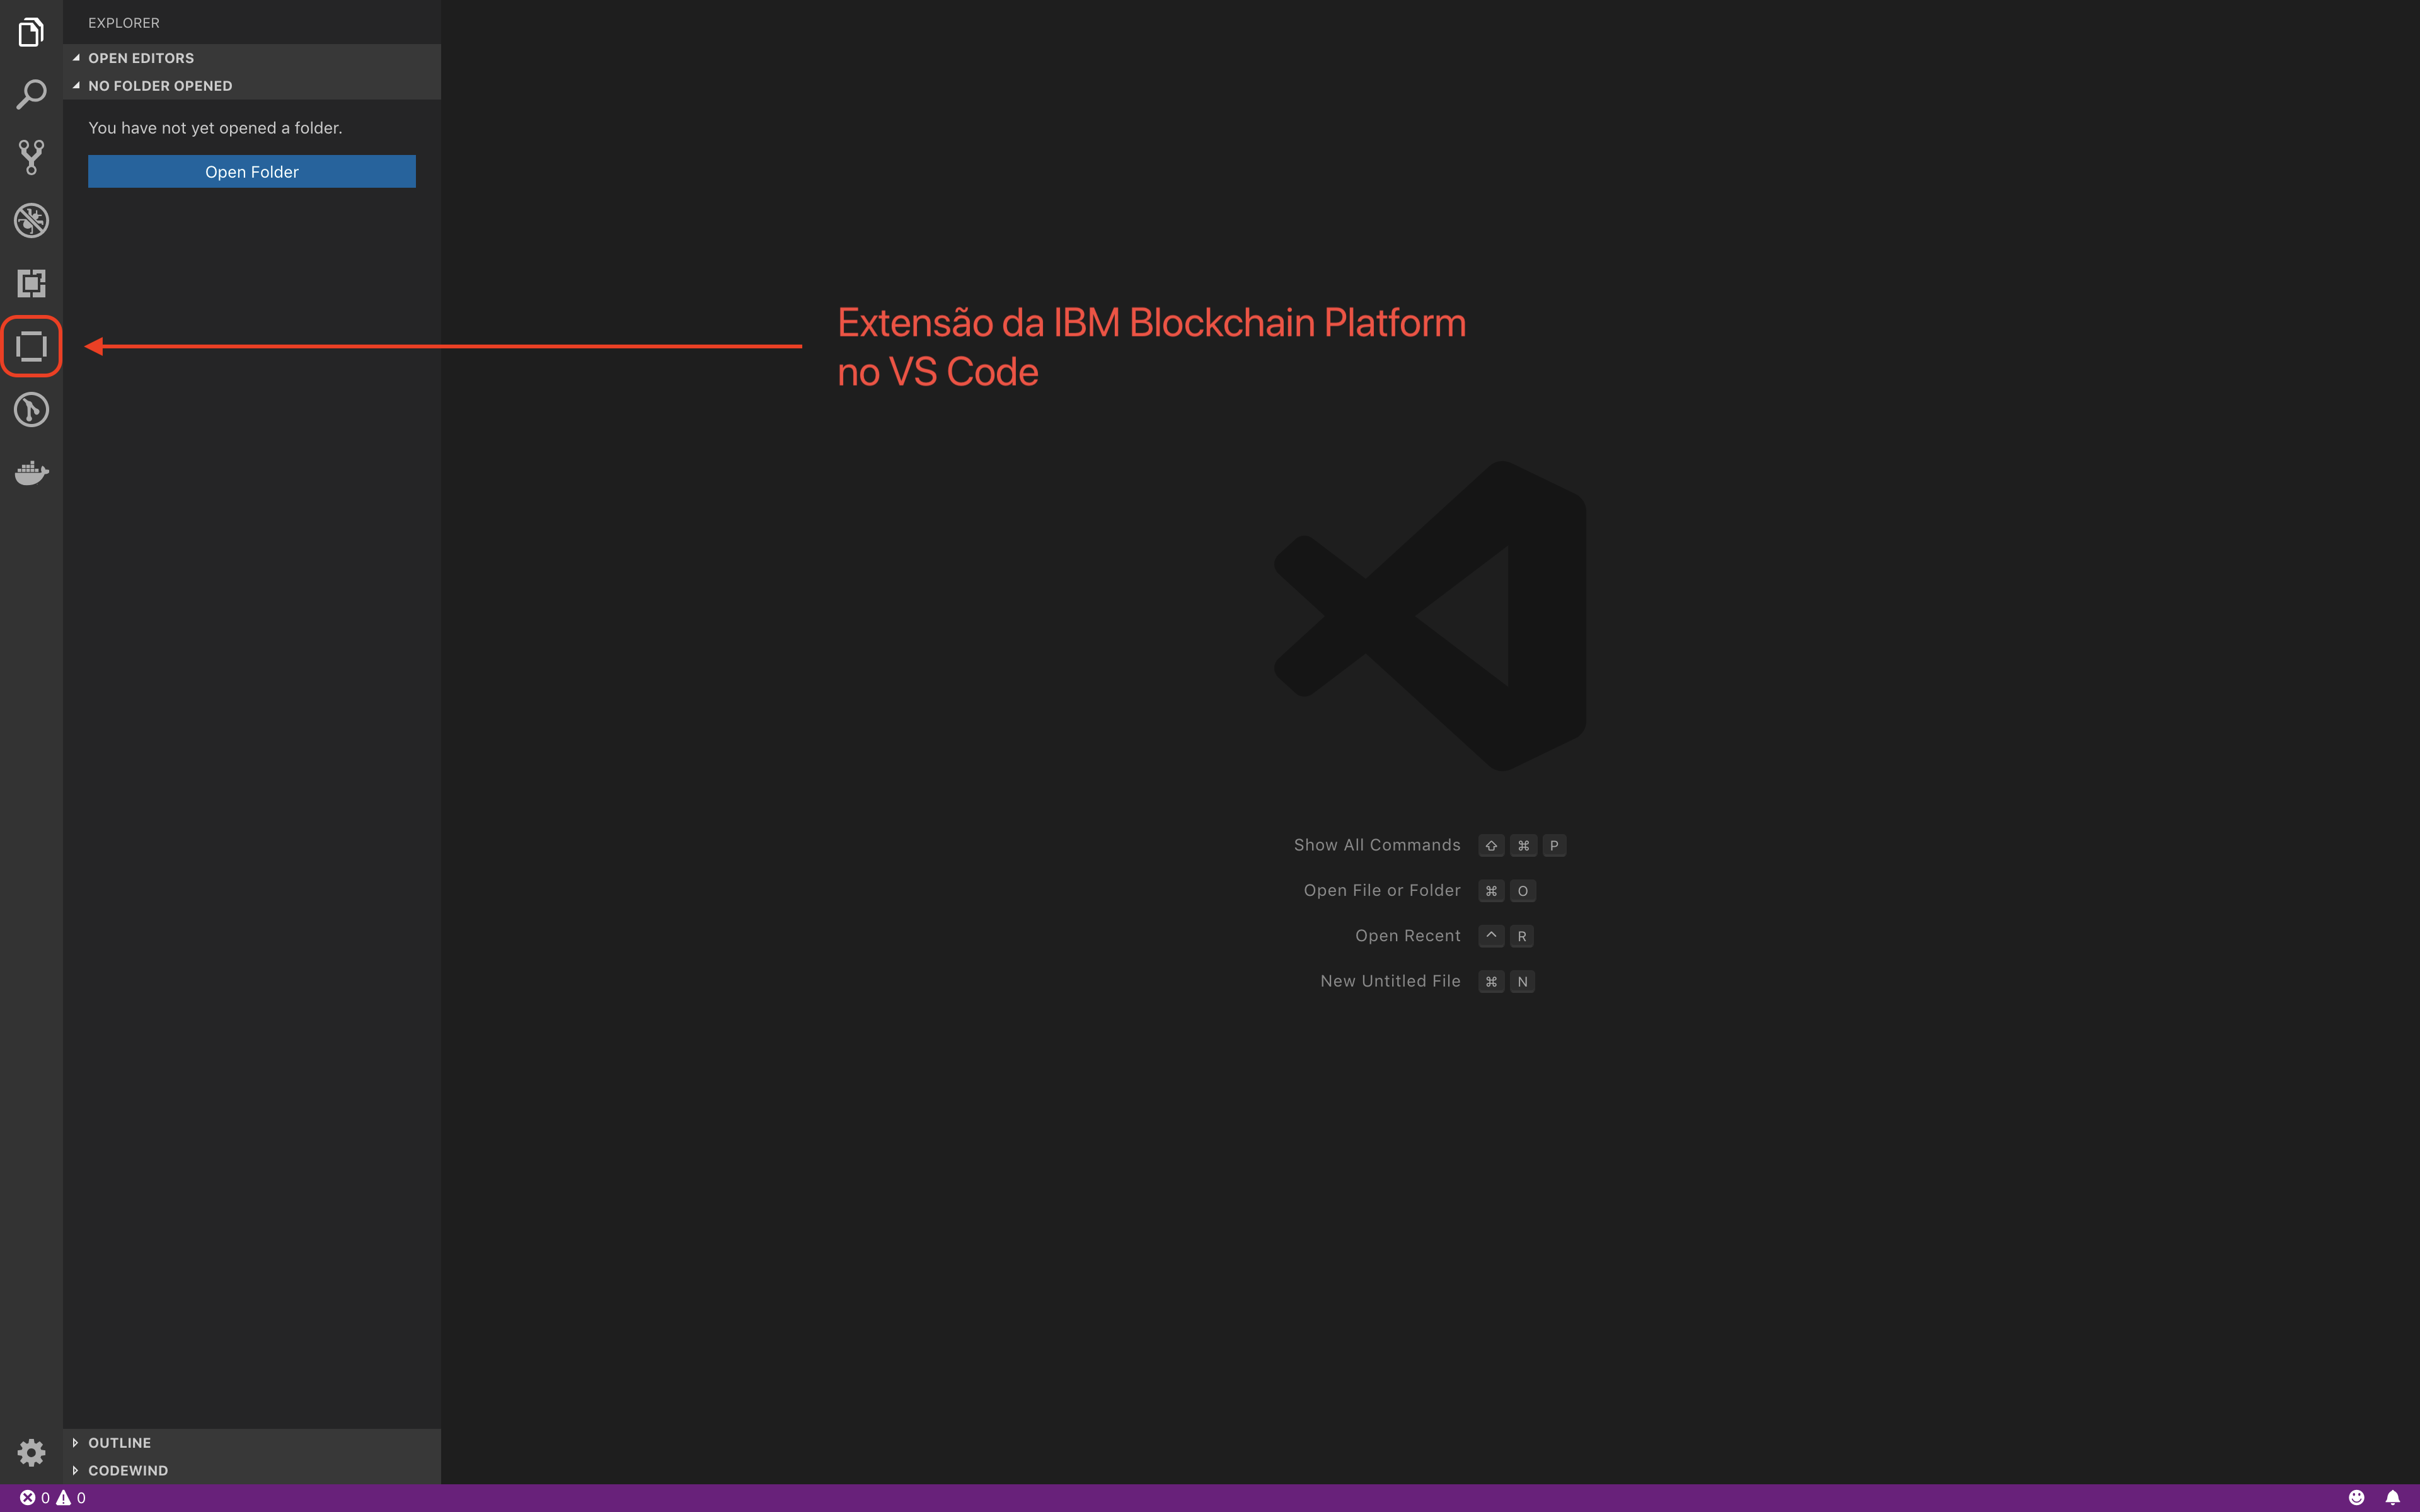 EXPLORER
OPEN EDITORS
NO FOLDER OPENED
You have not yet opened a folder.
Open Folder
Extensão da IBM Blockchain Platform
no VS Code
Show All Commands ⇧ ⌘ P
Open File or Folder ⌘ O
Open Recent ^ R
New Untitled File ⌘ N
OUTLINE
CODEWIND
0 0